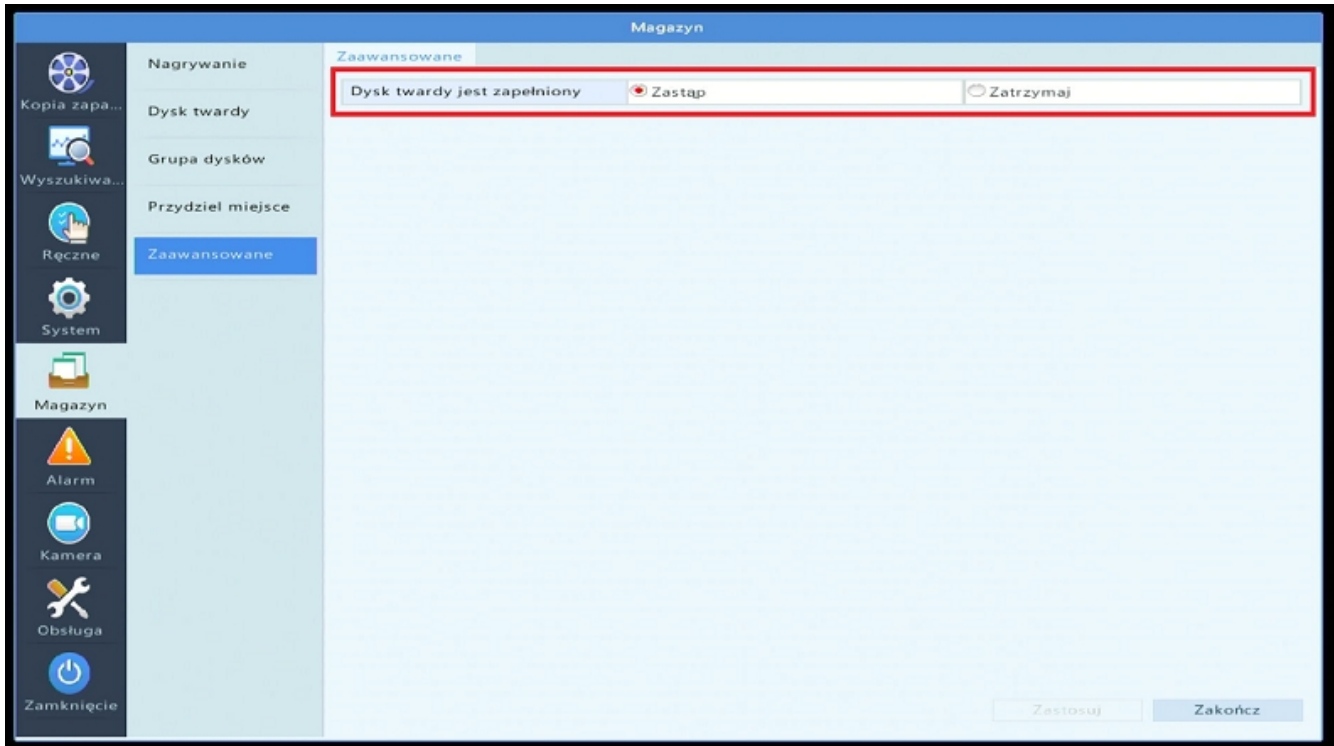 Magazyn
Kopia zapa...
Wyszukiwa...
Ręczne
System
Magazyn
Alarm
Kamera
Obsługa
Zamknięcie
Nagrywanie
Dysk twardy
Grupa dysków
Przydziel miejsce
Zaawansowane
Zaawansowane
Dysk twardy jest zapełniony Zastąp Zatrzymaj
Zastosuj Zakończ